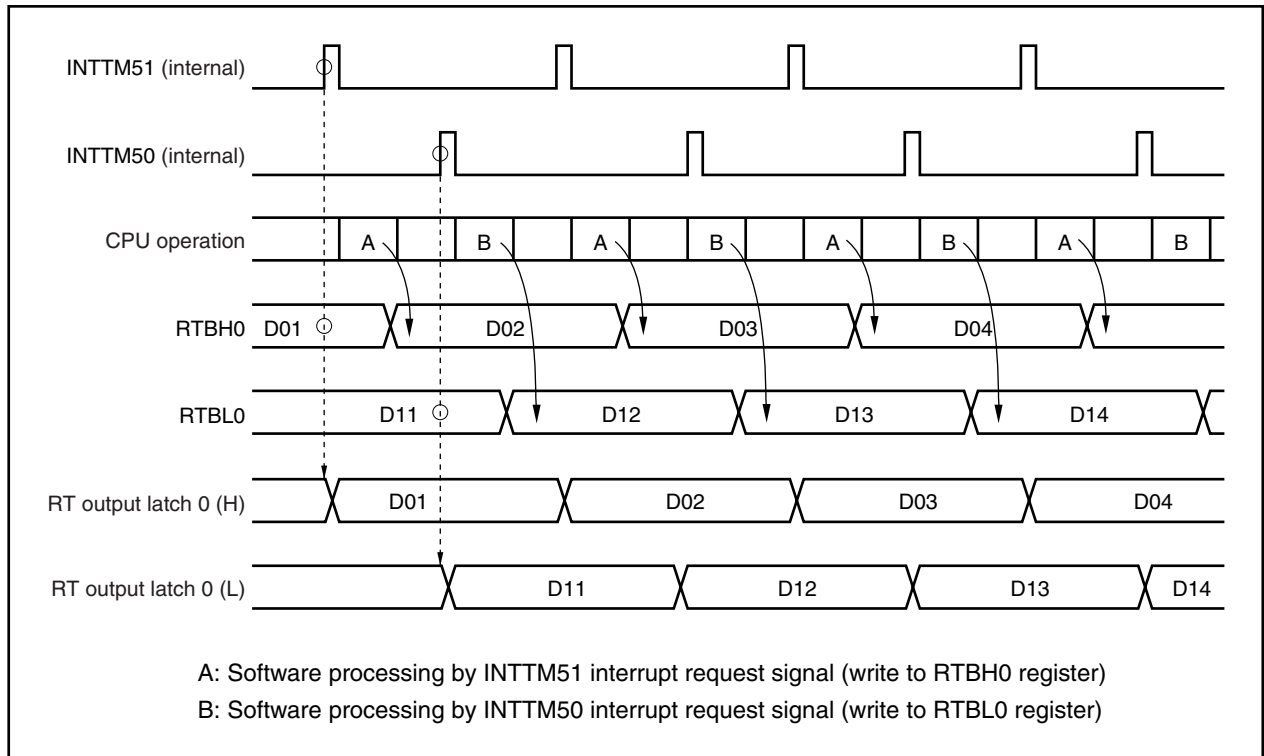 INTTM51 (internal)
INTTM50 (internal)
CPU operation A B A B A B A B
RTBH0 D01 D02 D03 D04
RTBL0 D11 D12 D13 D14
RT output latch 0 (H) D01 D02 D03 D04
RT output latch 0 (L) D11 D12 D13 D14
A: Software processing by INTTM51 interrupt request signal (write to RTBH0 register)
B: Software processing by INTTM50 interrupt request signal (write to RTBL0 register)